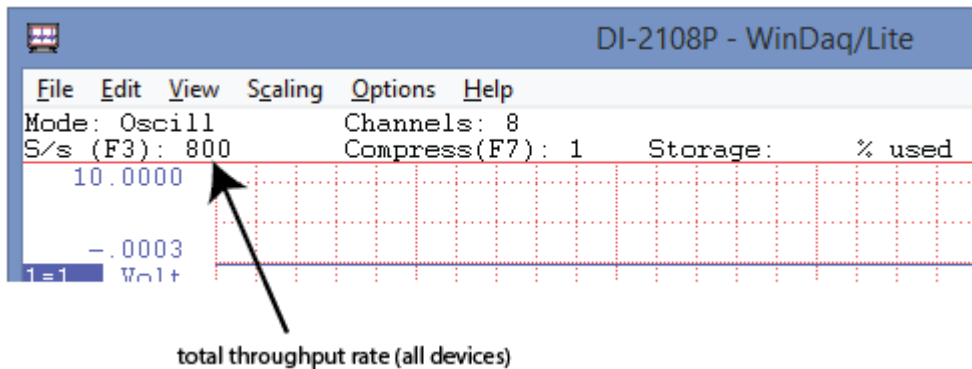 DI-2108P - WinDaq/Lite
File Edit View Scaling Options Help
Mode: Oscill Channels: 8
S/s (F3): 800 Compress(F7): 1 Storage: % used
10.0000
-.0003
1=1 Volt
total throughput rate (all devices)